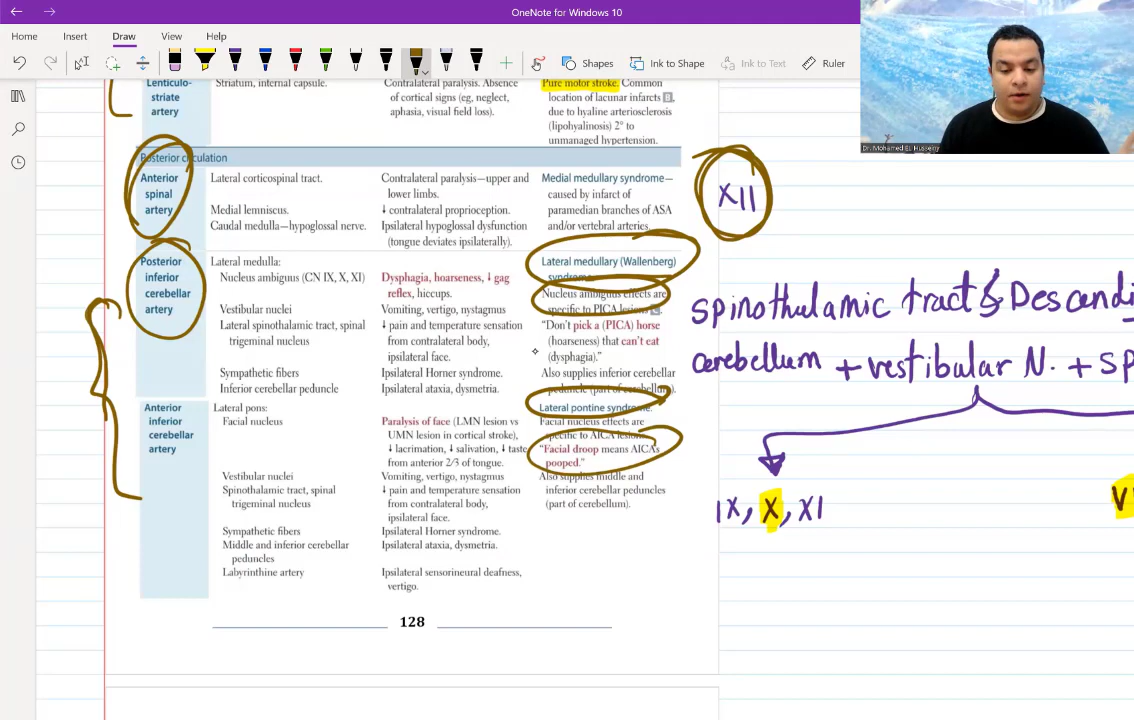 OneNote for Windows 10
Home Insert Draw View Help
Shapes Ink to Shape Ink to Text Ruler
Dr. Mohamed EL Husseiny
Lenticulo-
striate
artery
Striatum, internal capsule.
Contralateral paralysis. Absence
of cortical signs (eg, neglect,
aphasia, visual field loss).
Pure motor stroke. Common
location of lacunar infarcts B,
due to hyaline arteriosclerosis
(lipohyalinosis) 2° to
unmanaged hypertension.
Posterior circulation
Anterior
spinal
artery
Lateral corticospinal tract.
Contralateral paralysis—upper and
lower limbs.
Medial lemniscus.
↓ contralateral proprioception.
Caudal medulla—hypoglossal nerve.
Ipsilateral hypoglossal dysfunction
(tongue deviates ipsilaterally).
Medial medullary syndrome—
caused by infarct of
paramedian branches of ASA
and/or vertebral arteries.
XII
Posterior
inferior
cerebellar
artery
Lateral medulla:
Nucleus ambiguus (CN IX, X, XI)
Dysphagia, hoarseness, ↓ gag
reflex, hiccups.
Vestibular nuclei
Vomiting, vertigo, nystagmus
Lateral spinothalamic tract, spinal
trigeminal nucleus
↓ pain and temperature sensation
from contralateral body,
ipsilateral face.
Sympathetic fibers
Ipsilateral Horner syndrome.
Inferior cerebellar peduncle
Ipsilateral ataxia, dysmetria.
Lateral medullary (Wallenberg)
syndrome
Nucleus ambiguus effects are
specific to PICA lesions C.
"Don't pick a (PICA) horse
(hoarseness) that can't eat
(dysphagia)."
Also supplies inferior cerebellar
peduncle (part of cerebellum).
Anterior
inferior
cerebellar
artery
Lateral pons:
Facial nucleus
Paralysis of face (LMN lesion vs
UMN lesion in cortical stroke),
↓ lacrimation, ↓ salivation, ↓ taste
from anterior 2/3 of tongue.
Vestibular nuclei
Vomiting, vertigo, nystagmus
Spinothalamic tract, spinal
trigeminal nucleus
↓ pain and temperature sensation
from contralateral body,
ipsilateral face.
Sympathetic fibers
Ipsilateral Horner syndrome.
Middle and inferior cerebellar
peduncles
Ipsilateral ataxia, dysmetria.
Labyrinthine artery
Ipsilateral sensorineural deafness,
vertigo.
Lateral pontine syndrome.
Facial nucleus effects are
specific to AICA lesions.
"Facial droop means AICA's
pooped."
Also supplies middle and
inferior cerebellar peduncles
(part of cerebellum).
128
spinothalamic tract & Descendi
cerebellum + vestibular N. + sp
IX, X, XI
V